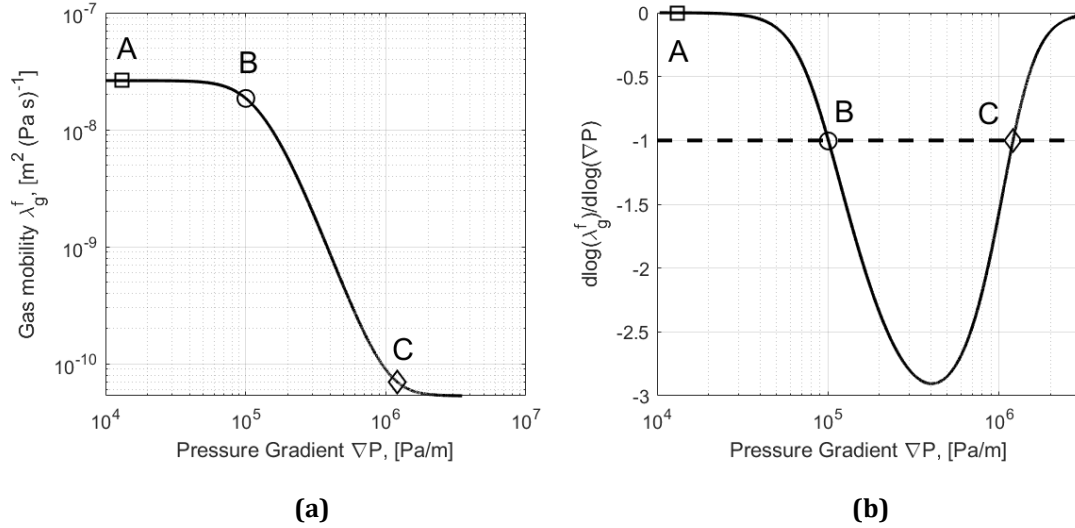 10^-7
10^-8
10^-9
10^-10
Gas mobility λ_g^f, [m^2 (Pa s)^-1]
A
B
C
10^4 10^5 10^6 10^7
Pressure Gradient ∇P, [Pa/m]
(a)
0
-0.5
-1
-1.5
-2
-2.5
-3
dlog(λ_g^f)/dlog(∇P)
A
B
C
10^4 10^5 10^6
Pressure Gradient ∇P, [Pa/m]
(b)